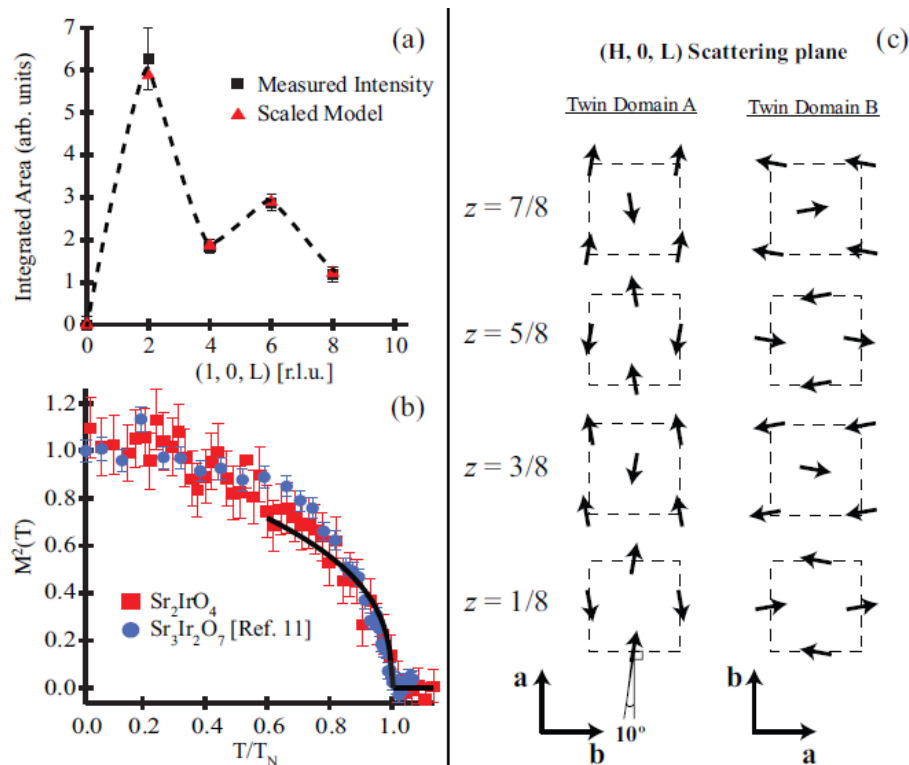 (a)
Integrated Area (arb. units)
7
6
5
4
3
2
1
0
Measured Intensity
Scaled Model
0 2 4 6 8 10
(1, 0, L) [r.l.u.]
(b)
M²(T)
1.2
1.0
0.8
0.6
0.4
0.2
0.0
Sr₂IrO₄
Sr₃Ir₂O₇ [Ref. 11]
0.0 0.2 0.4 0.6 0.8 1.0
T/T_N
(c)
(H, 0, L) Scattering plane
Twin Domain A Twin Domain B
z = 7/8
z = 5/8
z = 3/8
z = 1/8
a
b
10°
b
a